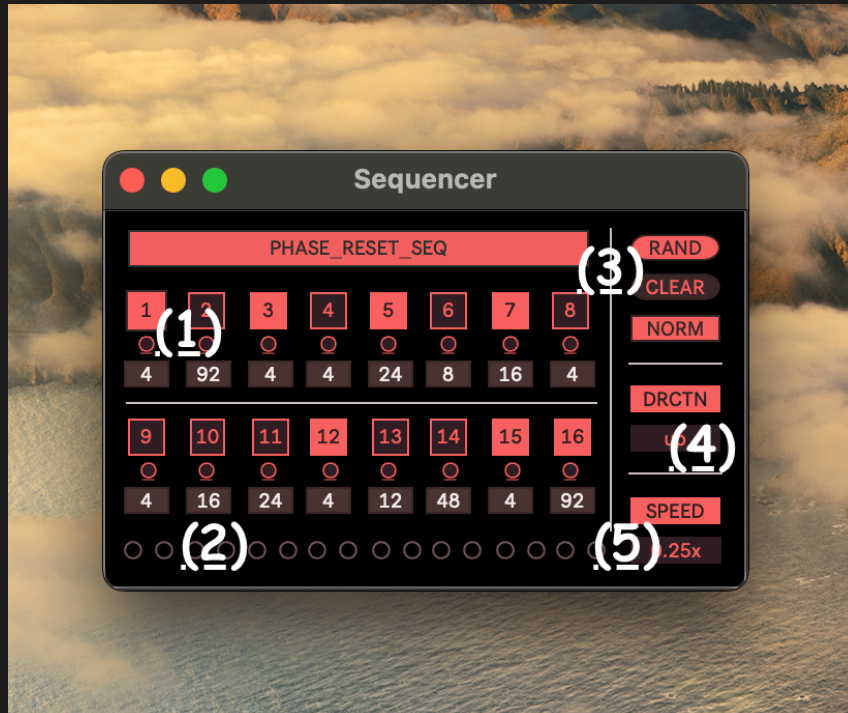 Sequencer
PHASE_RESET_SEQ
RAND
(3)
CLEAR
1 2 3 4 5 6 7 8
(1)
NORM
4 92 4 4 24 8 16 4
DRCTN
9 10 11 12 13 14 15 16
(4)
4 16 24 4 12 48 4 92
SPEED
(2)
(5)
.25x